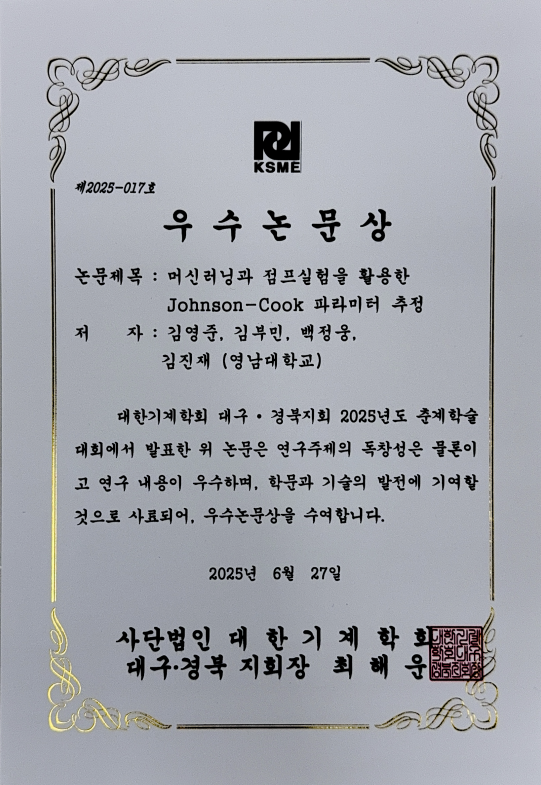 KSME
제2025-017호
우수논문상
논문제목 : 머신러닝과 점프실험을 활용한
Johnson-Cook 파라미터 추정
저 자 : 김영준, 김부민, 백정웅,
김진재 (영남대학교)
대한기계학회 대구·경북지회 2025년도 춘계학술
대회에서 발표한 위 논문은 연구주제의 독창성은 물론이
고 연구 내용이 우수하며, 학문과 기술의 발전에 기여할
것으로 사료되어, 우수논문상을 수여합니다.
2025년 6월 27일
사단법인 대한기계학회
대구·경북 지회장 최해운